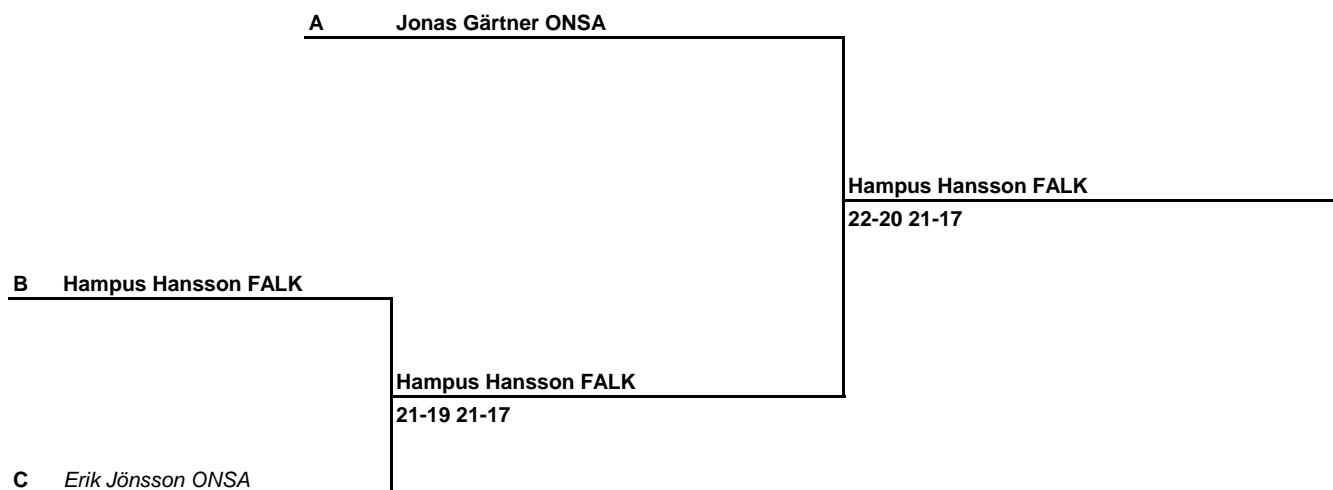 A Jonas Gärtner ONSA
Hampus Hansson FALK
22-20 21-17
B Hampus Hansson FALK
Hampus Hansson FALK
21-19 21-17
C Erik Jönsson ONSA